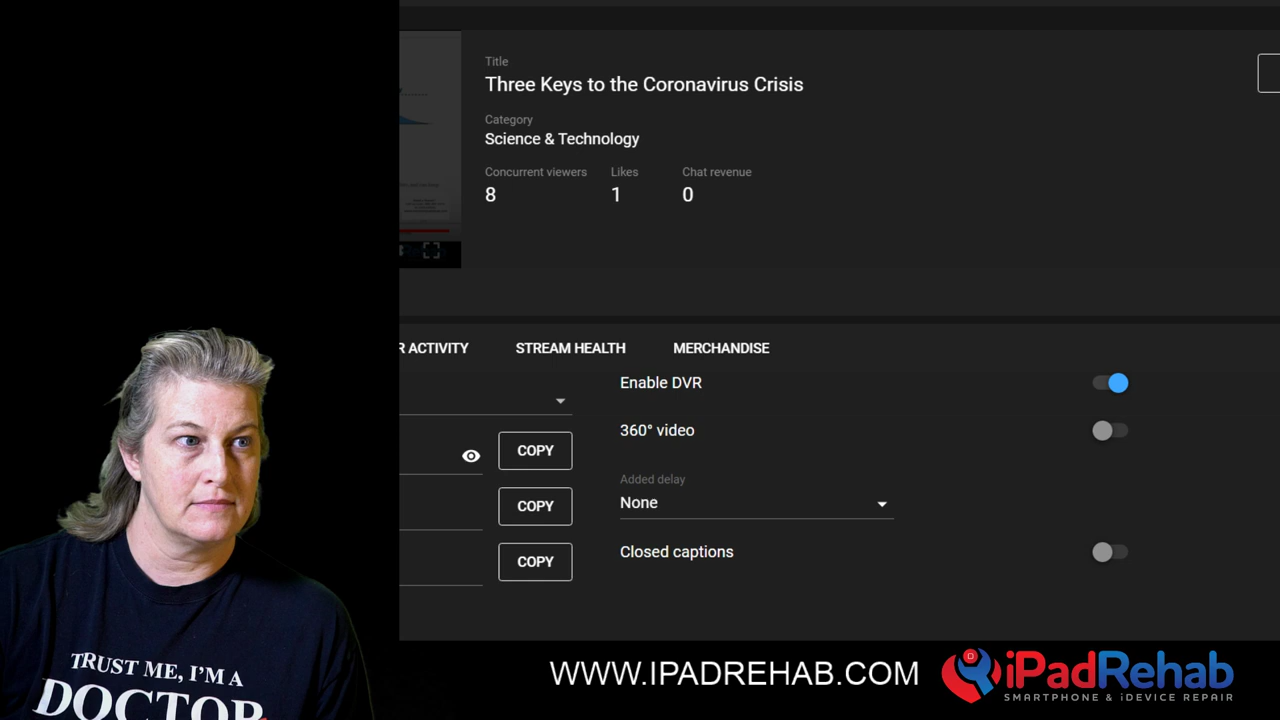 Title
Three Keys to the Coronavirus Crisis
Category
Science & Technology
Concurrent viewers Likes Chat revenue
8 1 0
R ACTIVITY STREAM HEALTH MERCHANDISE
Enable DVR
360° video
COPY
Added delay
None
COPY
Closed captions
COPY
TRUST ME, I'M A
DOCTOR
WWW.IPADREHAB.COM
iPadRehab
SMARTPHONE & iDEVICE REPAIR